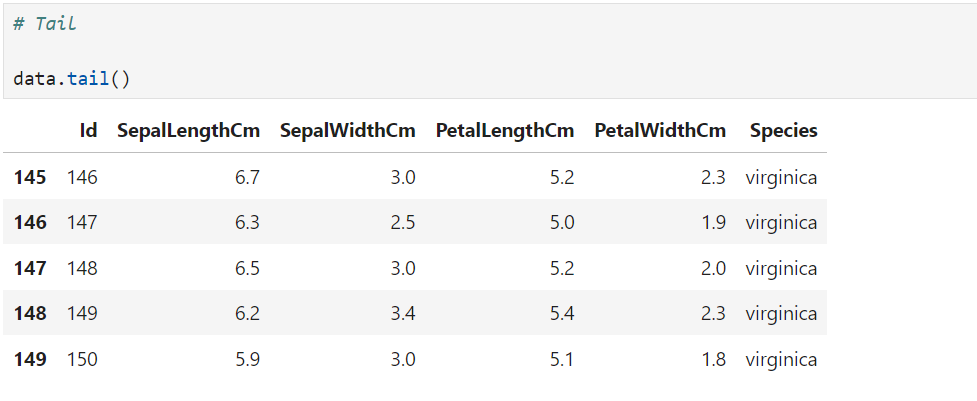 # Tail
data.tail()
Id SepalLengthCm SepalWidthCm PetalLengthCm PetalWidthCm Species
145 146 6.7 3.0 5.2 2.3 virginica
146 147 6.3 2.5 5.0 1.9 virginica
147 148 6.5 3.0 5.2 2.0 virginica
148 149 6.2 3.4 5.4 2.3 virginica
149 150 5.9 3.0 5.1 1.8 virginica